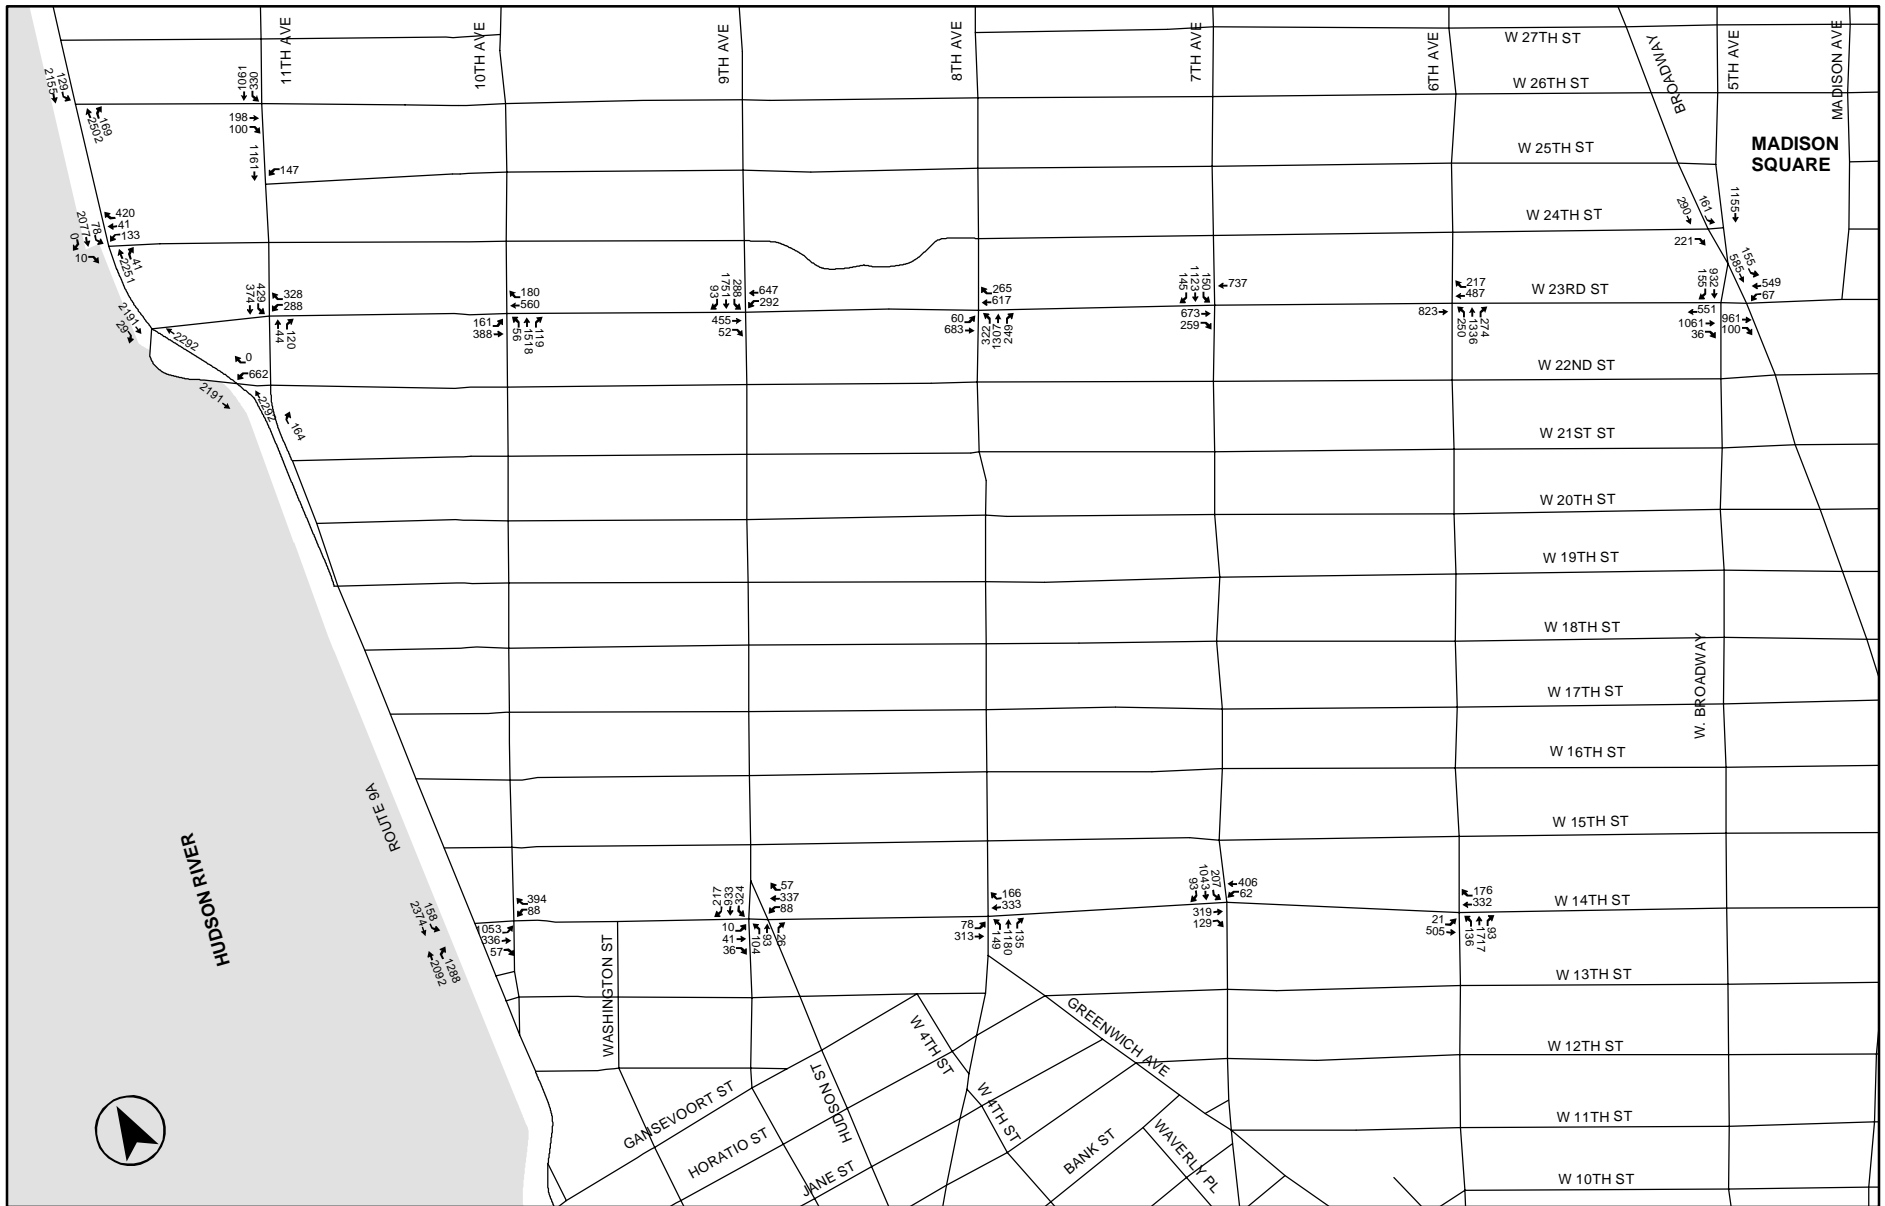 11TH AVE
10TH AVE
9TH AVE
8TH AVE
7TH AVE
6TH AVE
BROADWAY
5TH AVE
MADISON AVE
W 27TH ST
W 26TH ST
BROADWAY
129
2155
1061
330
169
2502
198
100
1161
147
W 25TH ST
MADISON
SQUARE
2077
78
0
10
420
41
133
41
2251
W 24TH ST
290
161
1155
221
374
429
328
288
44
120
2191
29
2292
180
560
161
388
56
1518
119
93
1751
288
647
292
455
52
265
617
60
683
322
1307
249
145
1123
150
737
673
259
217
487
823
250
1336
274
W 23RD ST
155
932
551
1061
36
585
155
549
67
961
100
0
662
2191
2292
164
W 22ND ST
W 21ST ST
W 20TH ST
W 19TH ST
W 18TH ST
W. BROADWAY
W 17TH ST
W 16TH ST
ROUTE 9A
W 15TH ST
HUDSON RIVER
2374
158
1288
2092
394
88
1053
336
57
217
933
324
57
337
88
10
41
36
104
93
26
166
333
78
313
149
1180
135
93
1043
207
406
62
319
129
176
332
21
505
136
1717
93
W 14TH ST
WASHINGTON ST
W 13TH ST
W 4TH ST
GREENWICH AVE
W 12TH ST
HUDSON ST
W 4TH ST
GANSEVOORT ST
HORATIO ST
JANE ST
BANK ST
WAVERLY PL
W 11TH ST
W 10TH ST